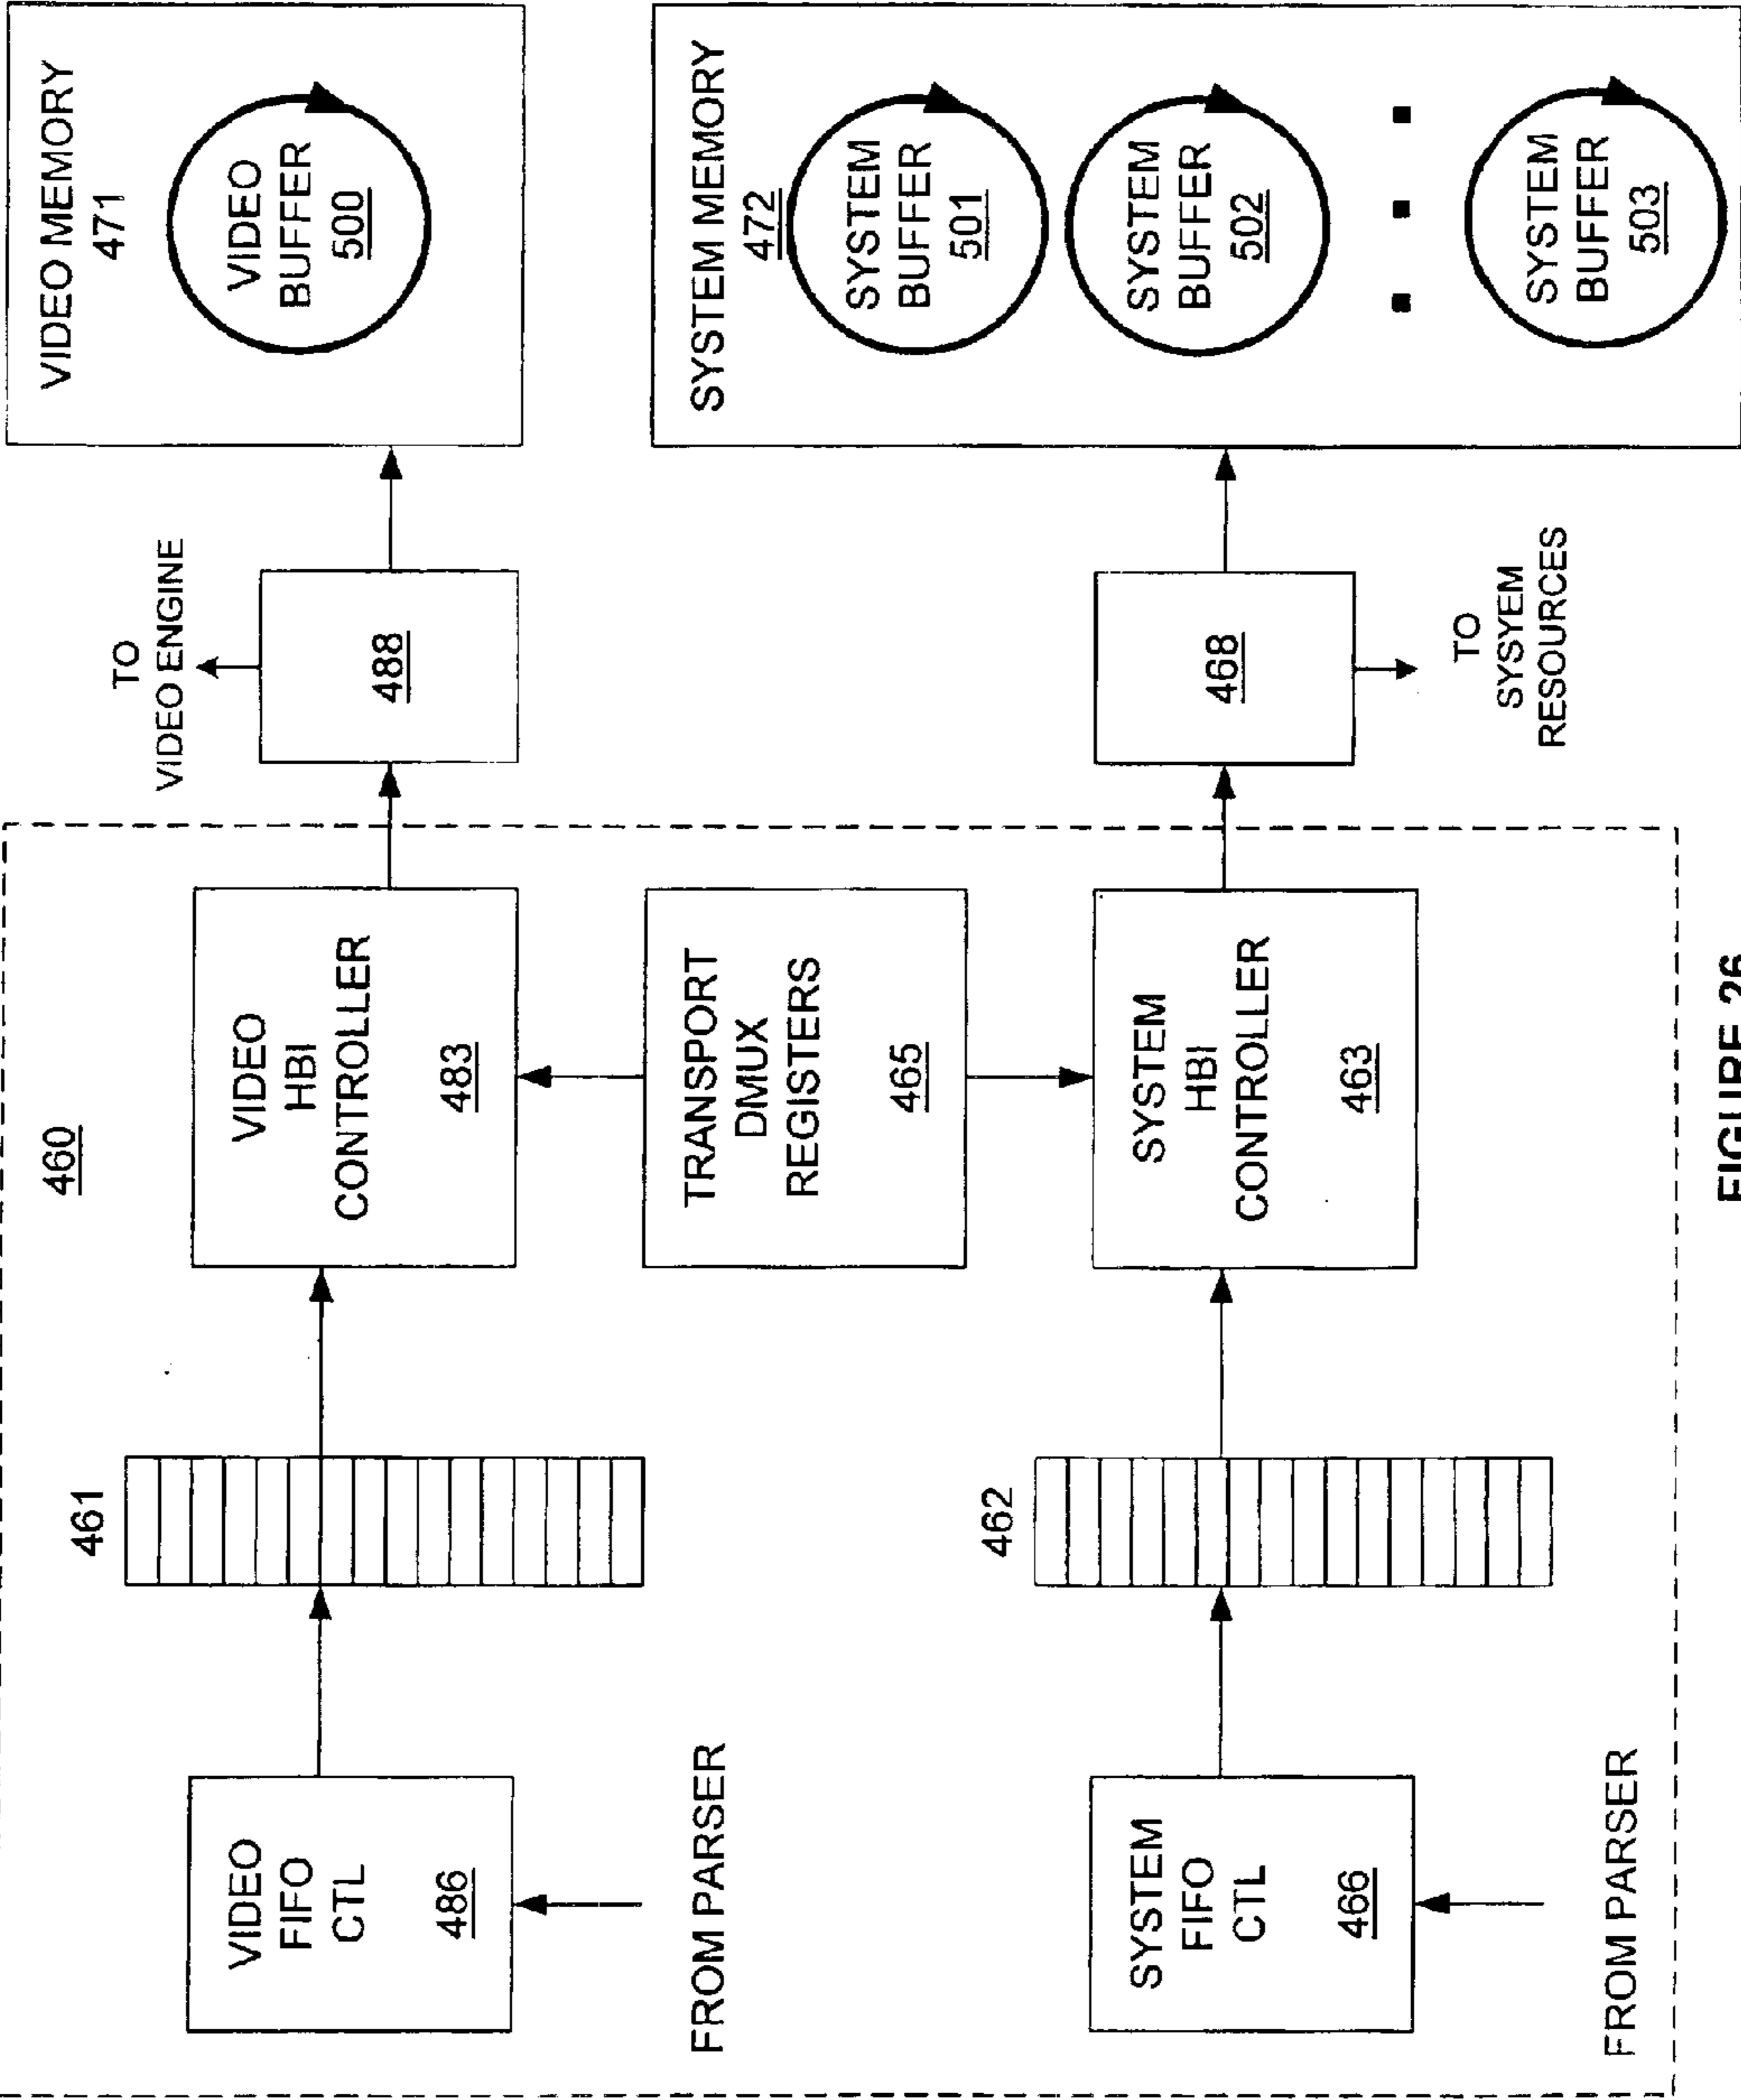 460
VIDEO
FIFO
CTL
486
FROM PARSER
461
VIDEO
HBI
CONTROLLER
483
TO
VIDEO ENGINE
488
VIDEO MEMORY
471
VIDEO
BUFFER
500
TRANSPORT
DMUX
REGISTERS
465
SYSTEM
FIFO
CTL
466
FROM PARSER
462
SYSTEM
HBI
CONTROLLER
463
468
TO
SYSYEM
RESOURCES
SYSTEM MEMORY
472
SYSTEM
BUFFER
501
SYSTEM
BUFFER
502
SYSTEM
BUFFER
503
FIGURE 26